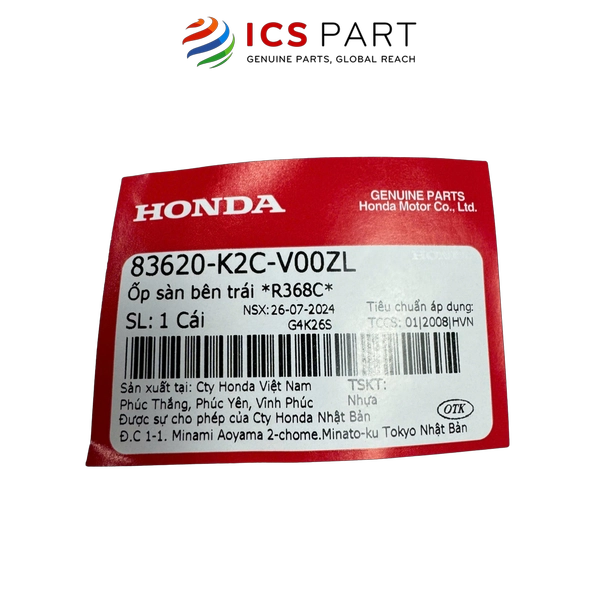 ICS PART
GENUINE PARTS, GLOBAL REACH
HONDA
GENUINE PARTS
Honda Motor Co., Ltd.
83620-K2C-V00ZL
Ốp sàn bên trái *R368C*
NSX: 26-07-2024
Tiêu chuẩn áp dụng:
SL: 1 Cái
G4K26S
TCCS: 01|2008|HVN
Sản xuất tại: Cty Honda Việt Nam
TSKT:
Phúc Thắng, Phúc Yên, Vĩnh Phúc
Nhựa
Được sự cho phép của Cty Honda Nhật Bản
OTK
Đ.C 1-1. Minami Aoyama 2-chome.Minato-ku Tokyo Nhật Bản